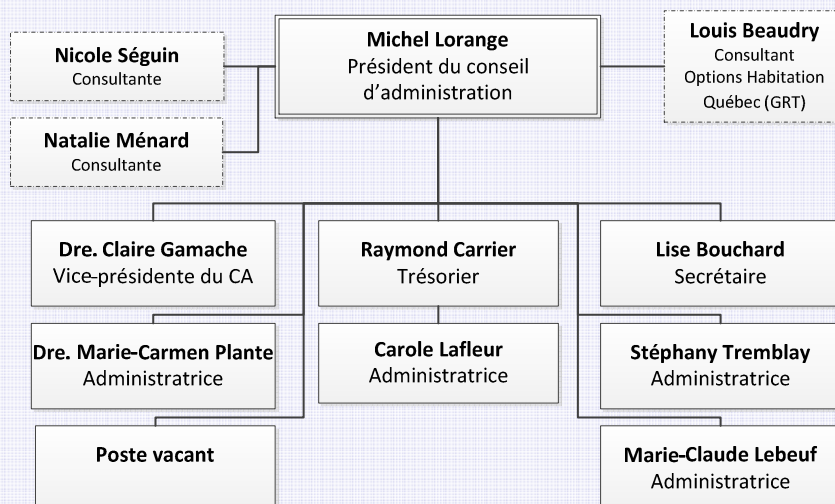 Nicole Séguin
Consultante
Michel Lorange
Président du conseil
d'administration
Louis Beaudry
Consultant
Options Habitation
Québec (GRT)
Natalie Ménard
Consultante
Dre. Claire Gamache
Vice-présidente du CA
Raymond Carrier
Trésorier
Lise Bouchard
Secrétaire
Dre. Marie-Carmen Plante
Administratrice
Carole Lafleur
Administratrice
Stéphany Tremblay
Administratrice
Poste vacant
Marie-Claude Lebeuf
Administratrice